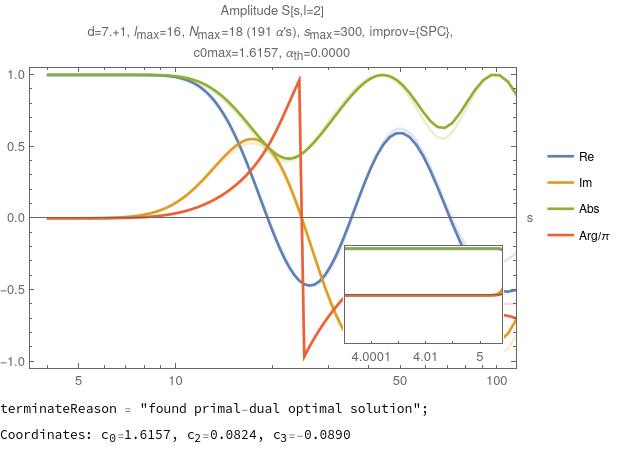 Amplitude S[s,l=2]
d=7.+1, lmax=16, Nmax=18 (191 α's), smax=300, improv={SPC},
c0max=1.6157, αth=0.0000
1.0
0.5
0.0
−0.5
−1.0
5
10
50
100
s
Re
Im
Abs
Arg/π
4.0001
4.01
5
terminateReason = "found primal-dual optimal solution";
Coordinates: c0=1.6157, c2=0.0824, c3=-0.0890